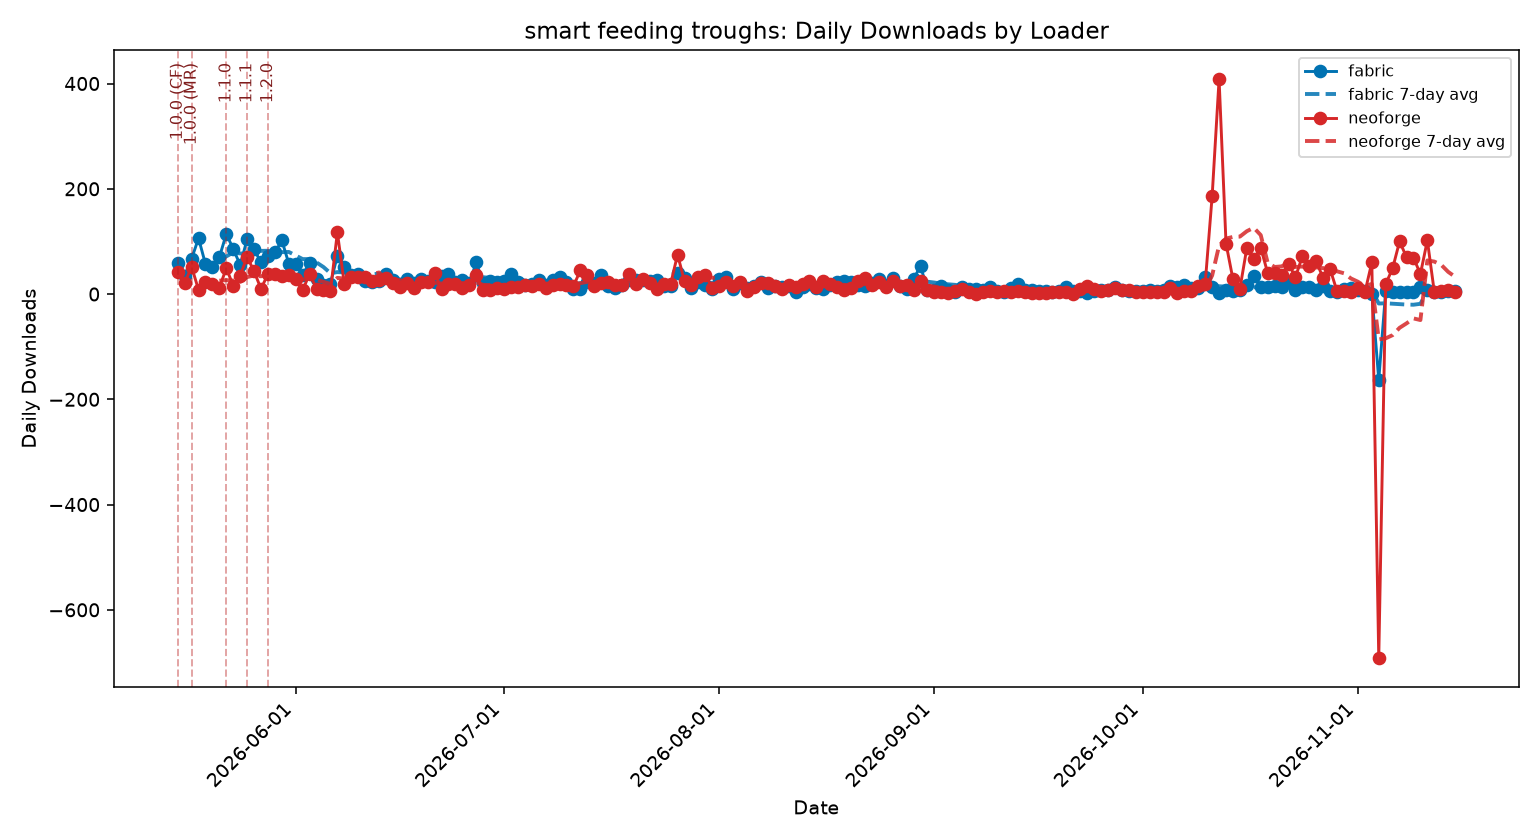 smart feeding troughs: Daily Downloads by Loader
1.0.0 (CF)
1.0.0 (MR)
1.1.0
1.1.1
1.2.0
fabric
fabric 7-day avg
neoforge
neoforge 7-day avg
Daily Downloads
400
200
0
−200
−400
−600
2026-06-01
2026-07-01
2026-08-01
2026-09-01
2026-10-01
2026-11-01
Date